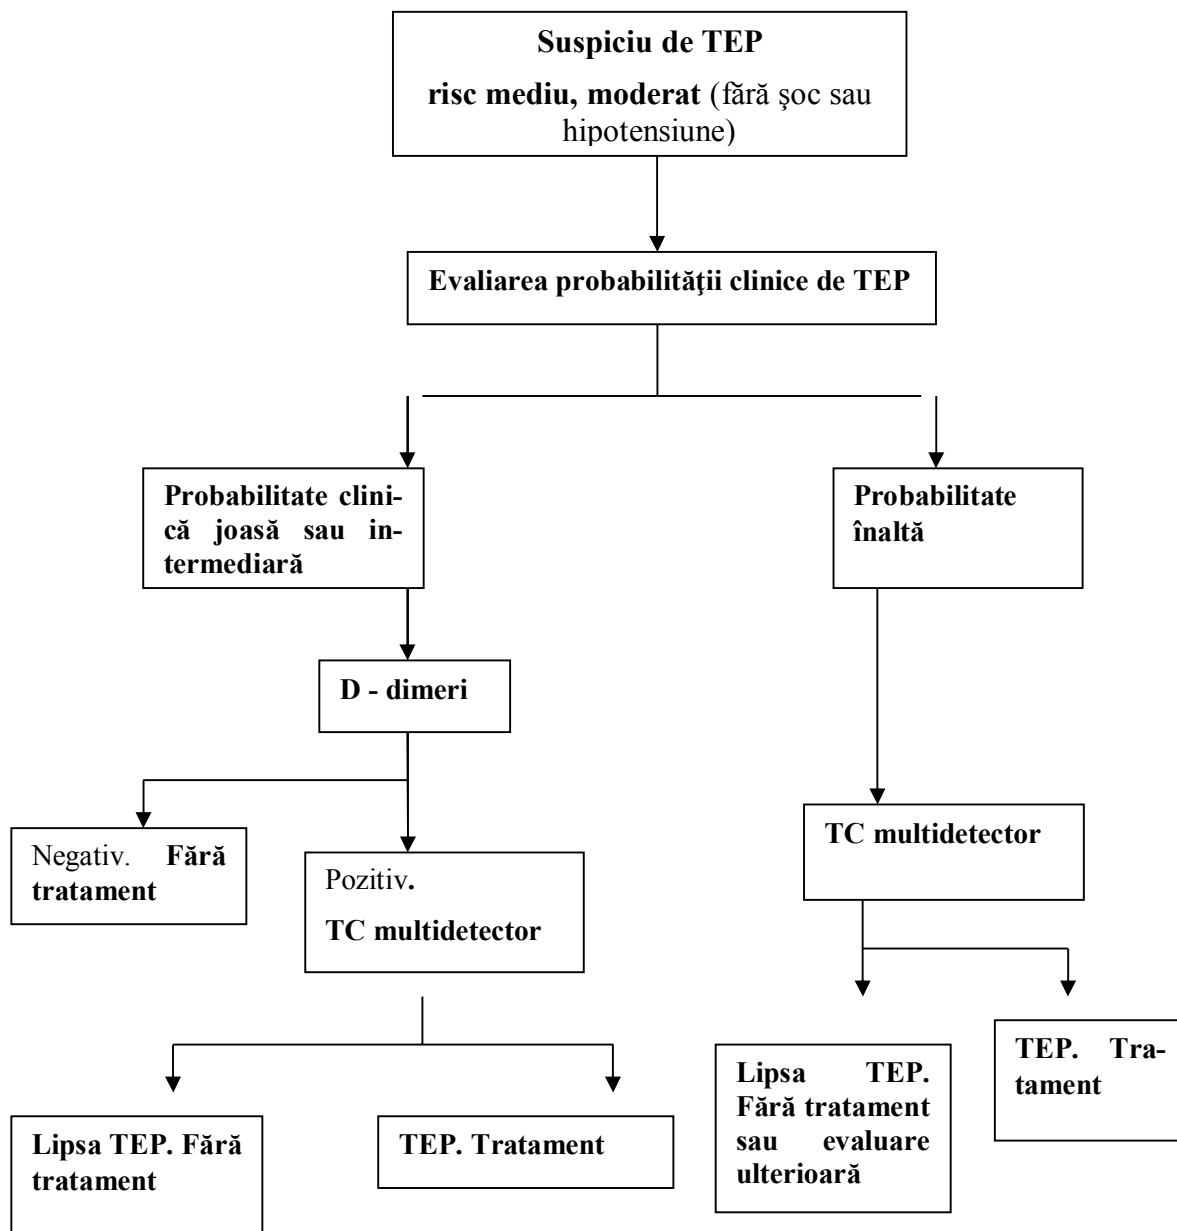 Suspiciu de TEP
risc mediu, moderat (fără şoc sau
hipotensiune)
Evaliarea probabilităţii clinice de TEP
Probabilitate clini-
că joasă sau in-
termediară
Probabilitate
înaltă
D - dimeri
Negativ. Fără
tratament
Pozitiv.
TC multidetector
TC multidetector
Lipsa TEP. Fără
tratament
TEP. Tratament
Lipsa TEP.
Fără tratament
sau evaluare
ulterioară
TEP. Tra-
tament